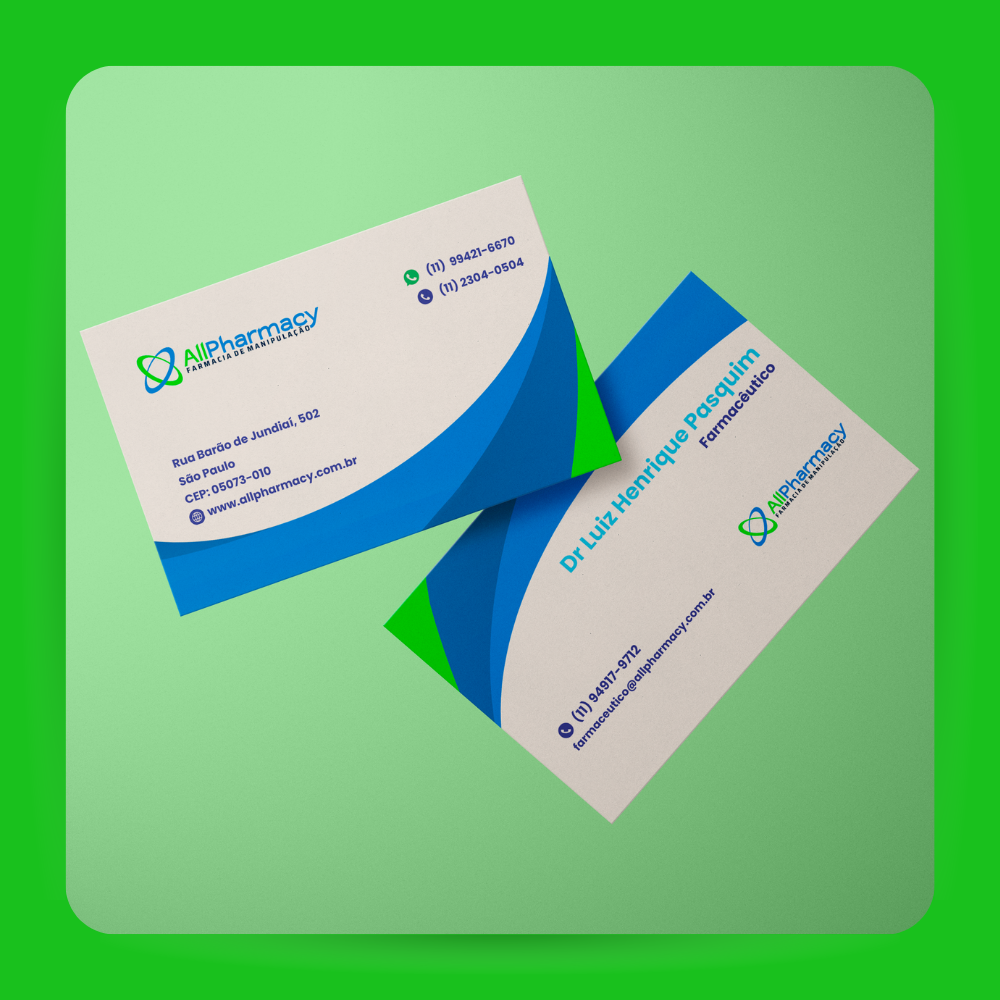 (11) 99421-6670
(11) 2304-0504
AllPharmacy
FARMACIA DE MANIPULAÇÃO
Rua Barão de Jundiaí, 502
São Paulo
CEP: 05073-010
www.allpharmacy.com.br
Dr Luiz Henrique Pasquim
Farmacêutico
AllPharmacy
FARMACIA DE MANIPULAÇÃO
(11) 94917-9712
farmaceutico@allpharmacy.com.br